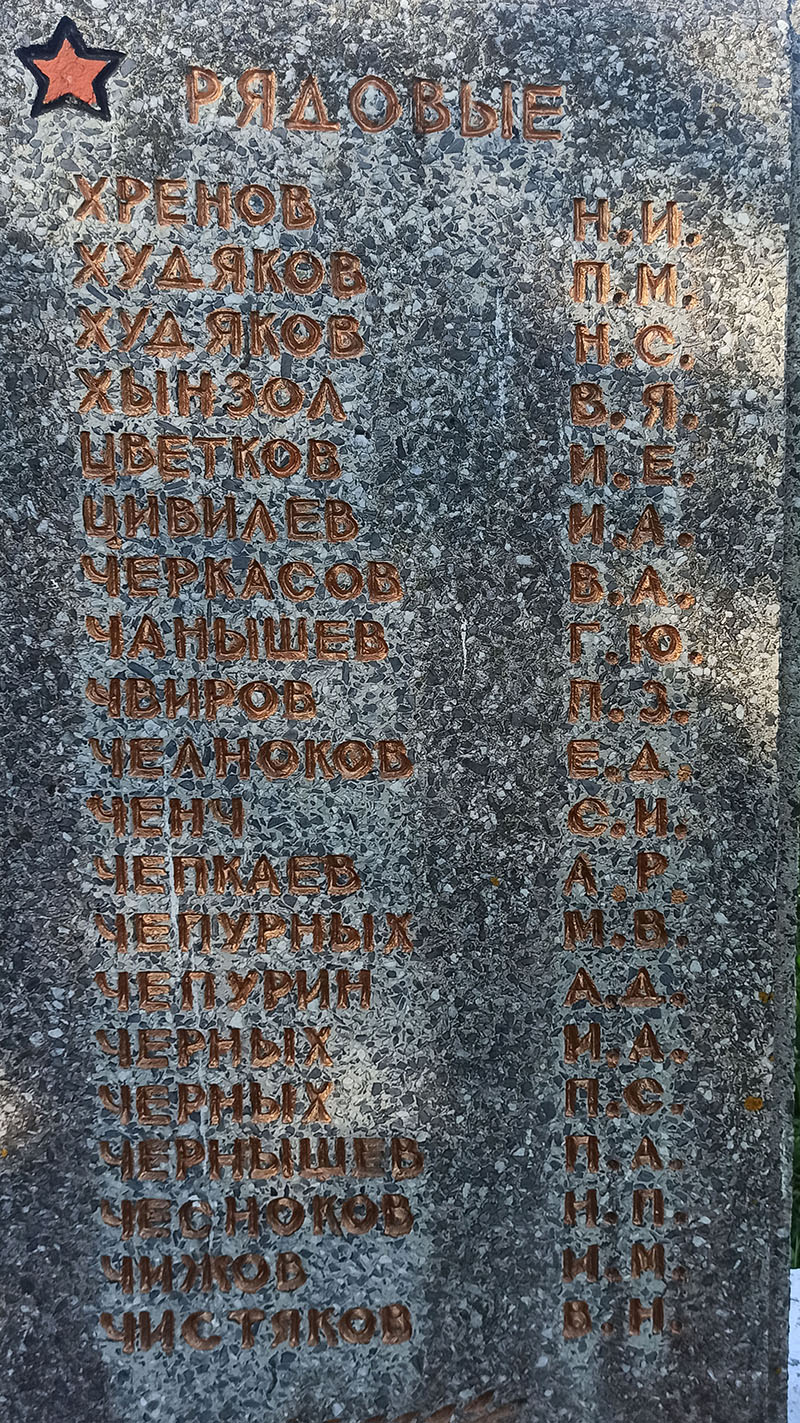 РЯДОВЫЕ
ХРЕНОВ Н.И.
ХУДЯКОВ П.М.
ХУДЯКОВ Н.С.
ХЫНЗОЛ В.Я.
ЦВЕТКОВ И.Е.
ЦИВИЛЕВ И.А.
ЧЕРКАСОВ В.А.
ЧАНЫШЕВ Г.Ю.
ЧВИРОВ П.З.
ЧЕЛНОКОВ Е.Д.
ЧЕНЧ С.И.
ЧЕПКАЕВ А.Р.
ЧЕПУРНЫХ М.В.
ЧЕПУРИН А.Д.
ЧЕРНЫХ И.А.
ЧЕРНЫХ П.С.
ЧЕРНЫШЕВ П.А.
ЧЕСНОКОВ Н.П.
ЧИЖОВ И.М.
ЧИСТЯКОВ В.Н.